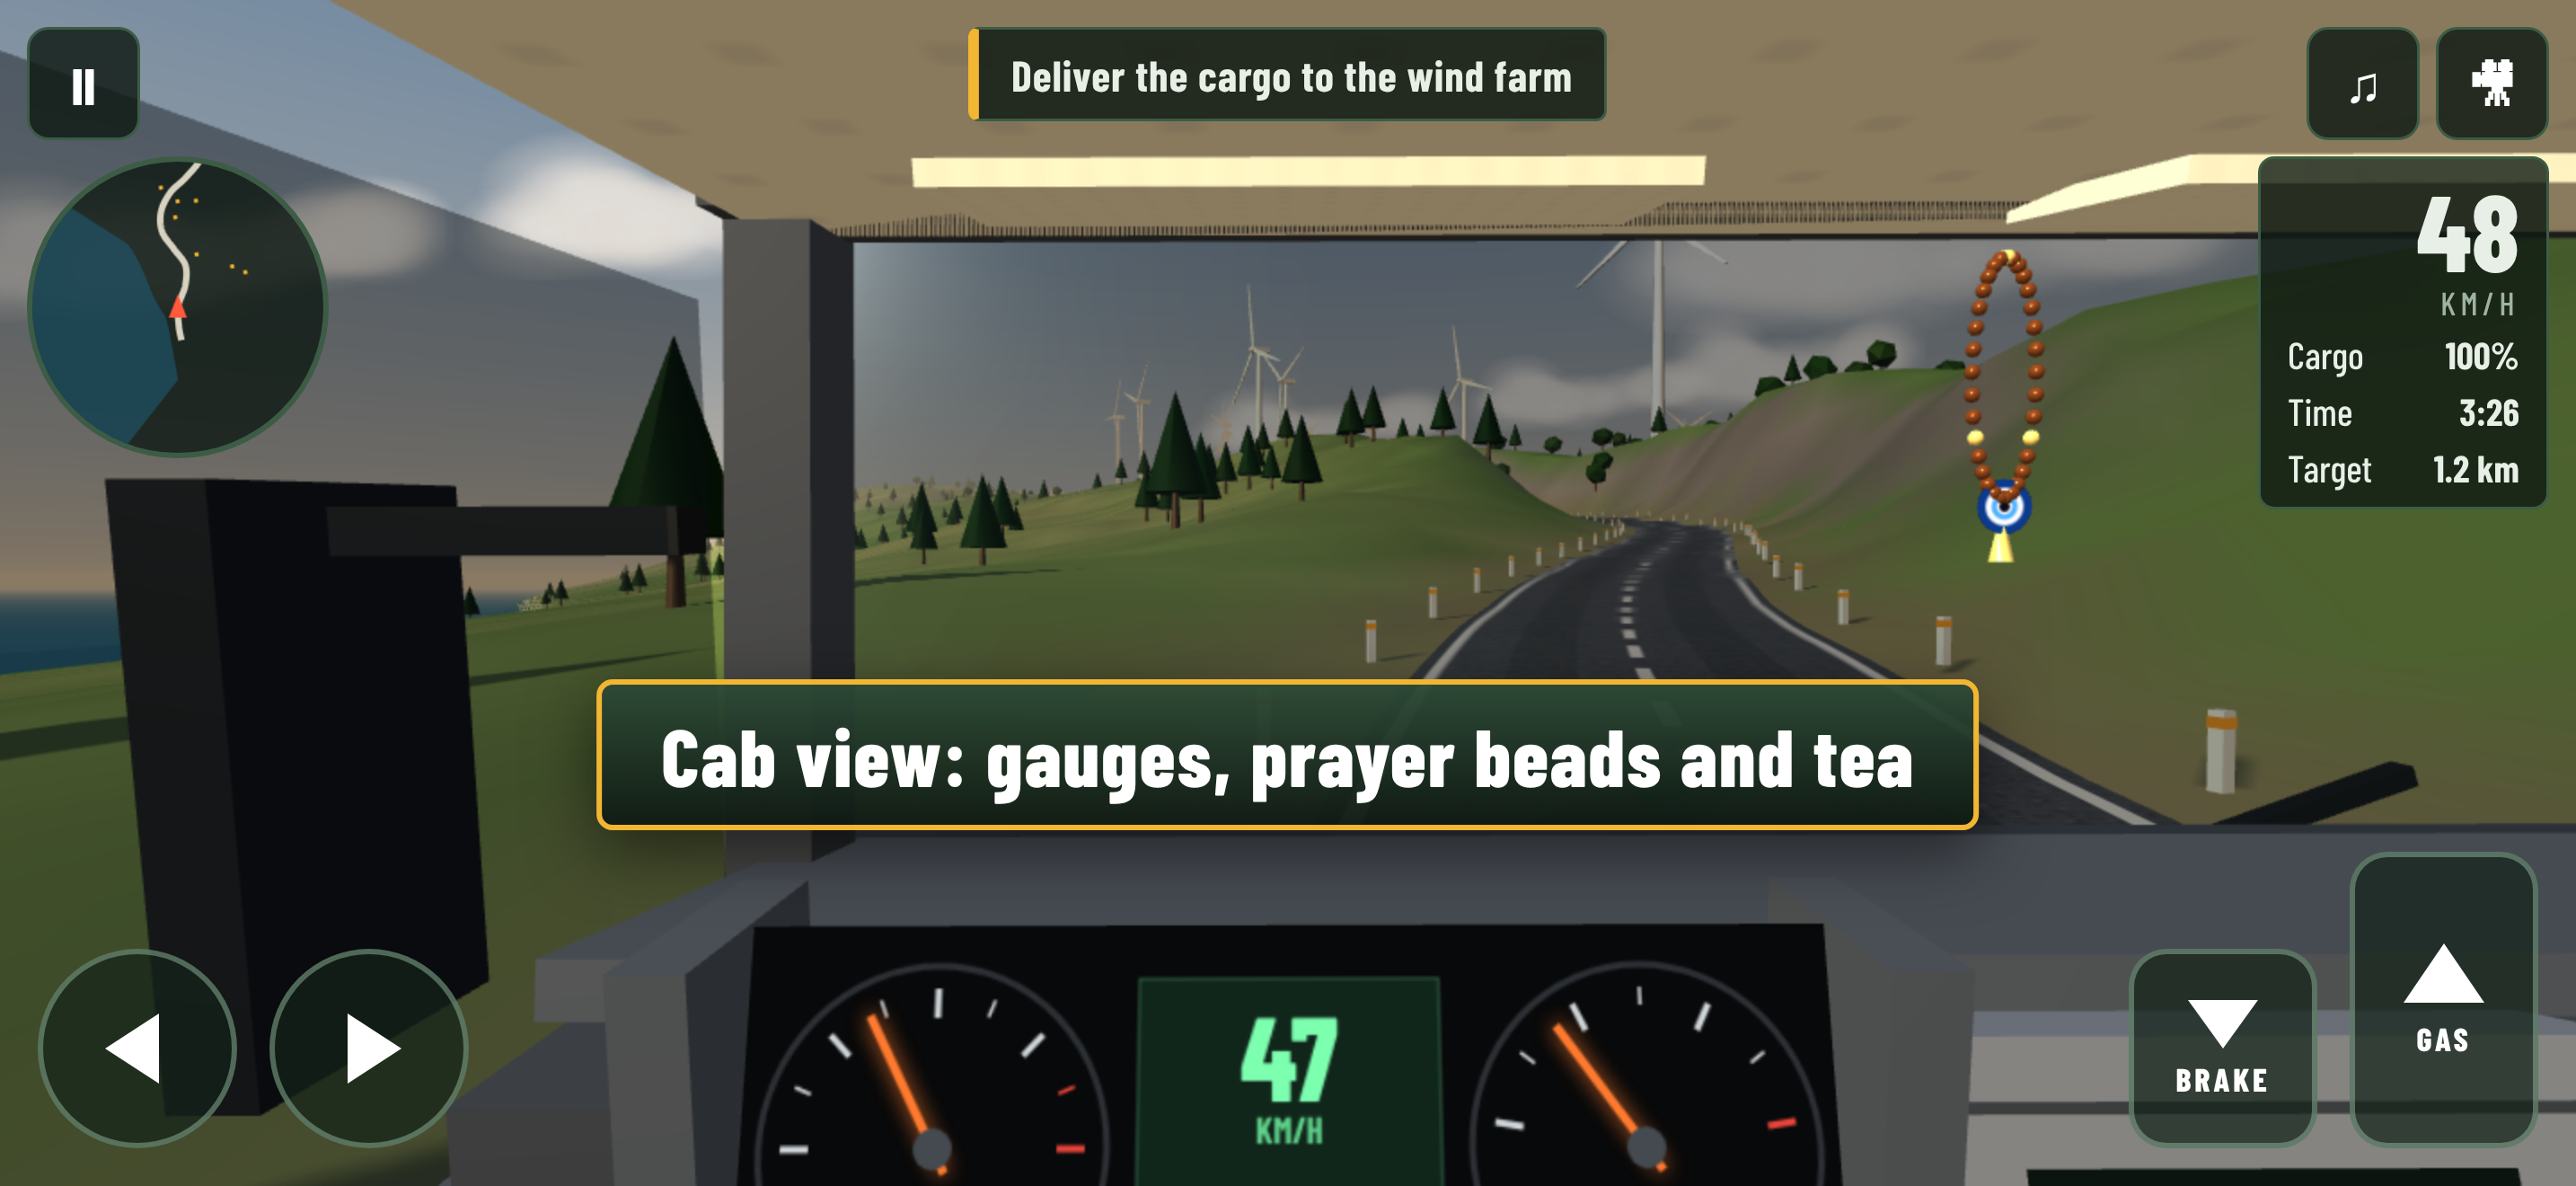 Deliver the cargo to the wind farm
48
KM/H
Cargo 100%
Time 3:26
Target 1.2 km
Cab view: gauges, prayer beads and tea
47
KM/H
BRAKE
GAS